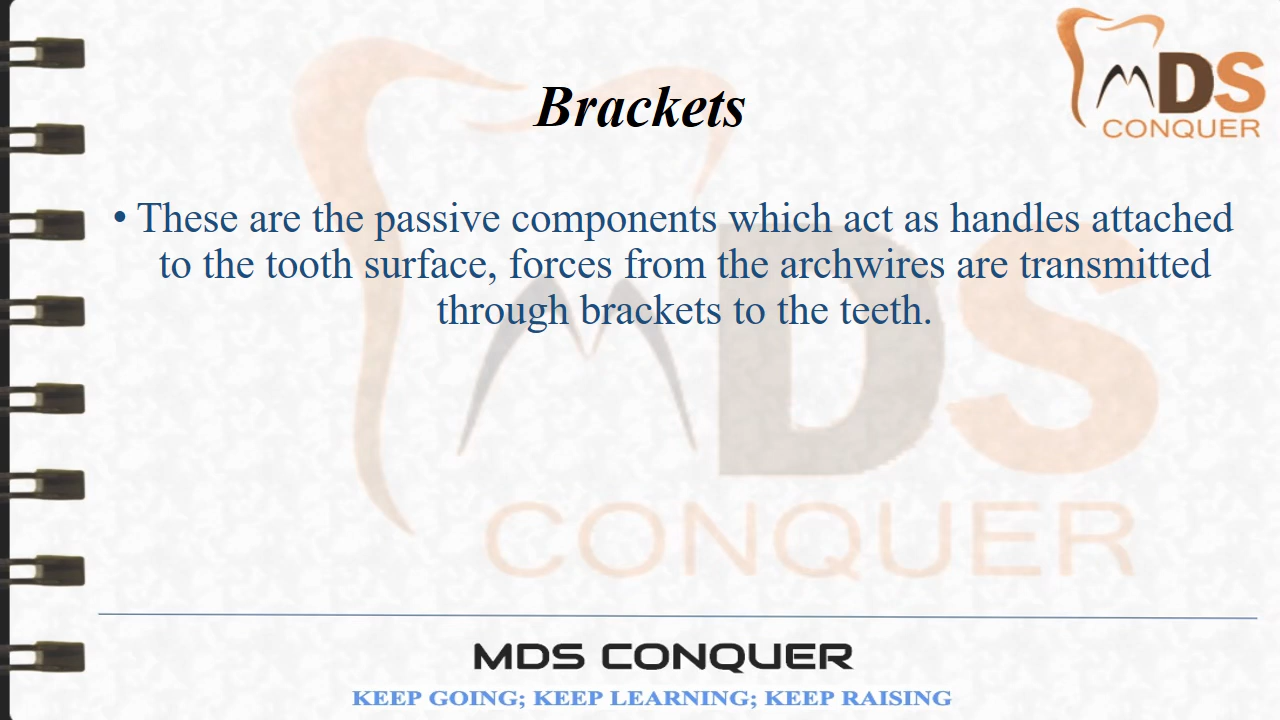 MDS
CONQUER
Brackets
• These are the passive components which act as handles attached
to the tooth surface, forces from the archwires are transmitted
through brackets to the teeth.
MDS
CONQUER
MDS CONQUER
KEEP GOING; KEEP LEARNING; KEEP RAISING